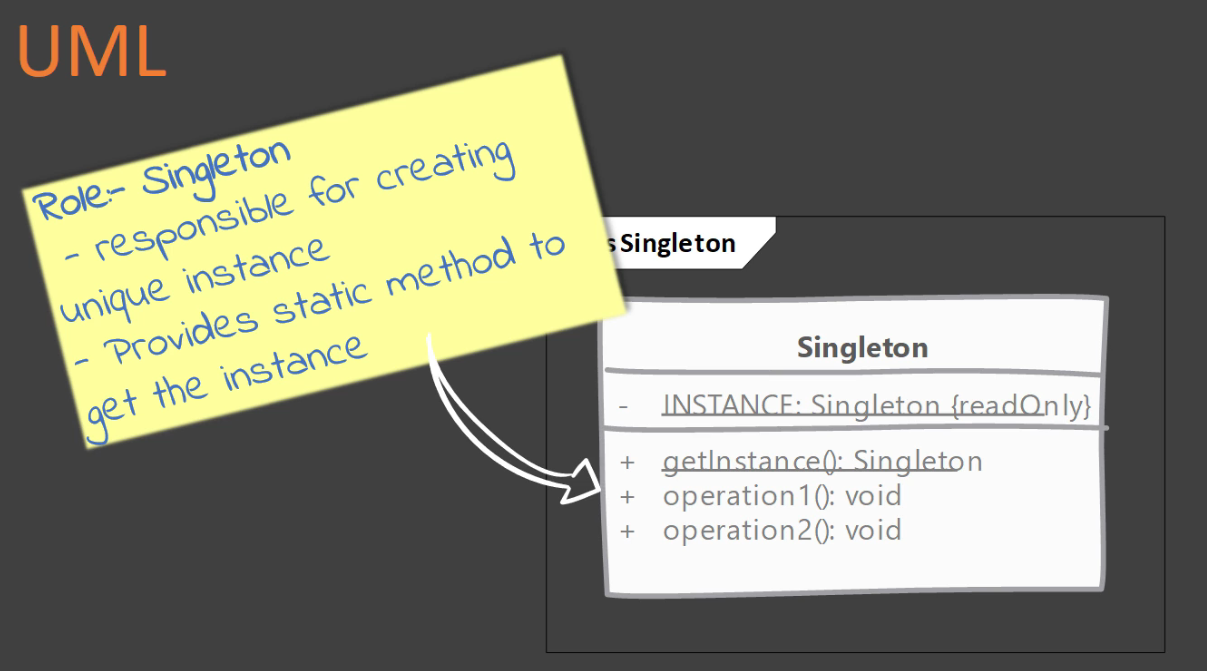 UML
Role:- Singleton
- responsible for creating
unique instance
- Provides static method to
get the instance
s Singleton
Singleton
- INSTANCE: Singleton {readOnly}
+ getInstance(): Singleton
+ operation1(): void
+ operation2(): void